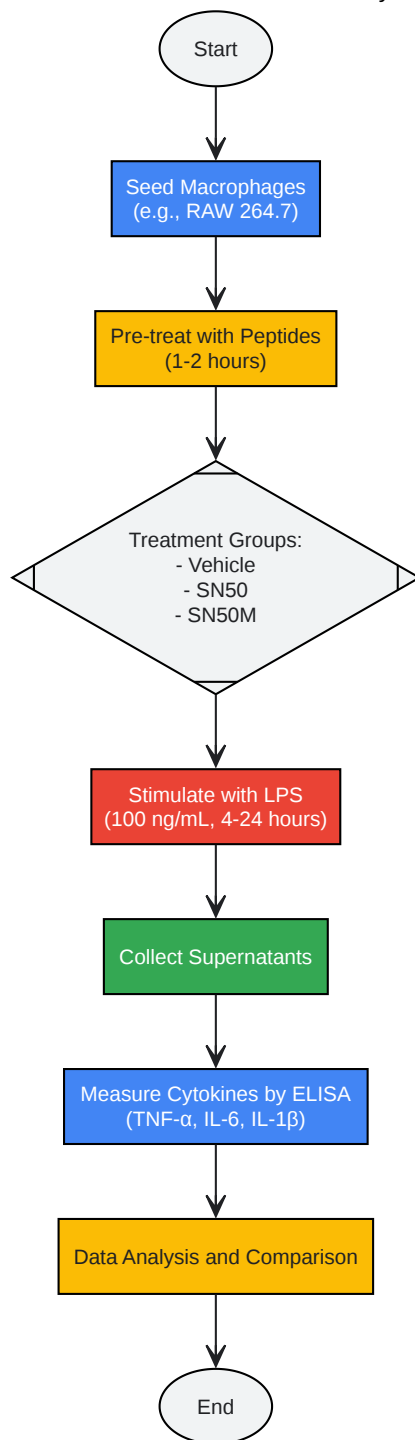 Start
Seed Macrophages
(e.g., RAW 264.7)
Pre-treat with Peptides
(1-2 hours)
Treatment Groups:
- Vehicle
- SN50
- SN50M
Stimulate with LPS
(100 ng/mL, 4-24 hours)
Collect Supernatants
Measure Cytokines by ELISA
(TNF-α, IL-6, IL-1β)
Data Analysis and Comparison
End